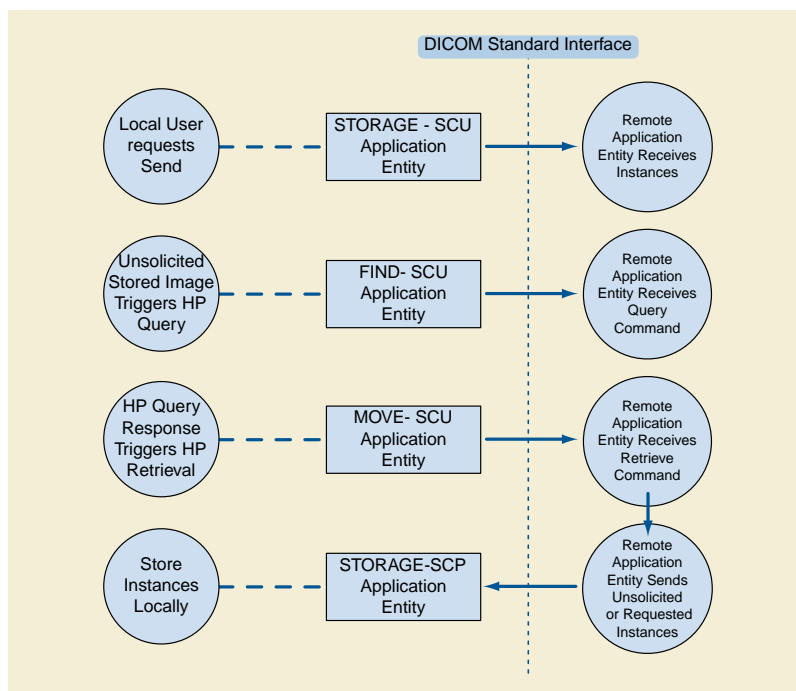 DICOM Standard Interface
Local User
requests
Send
STORAGE - SCU
Application
Entity
Remote
Application
Entity Receives
Instances
Unsolicited
Stored Image
Triggers HP
Query
FIND- SCU
Application
Entity
Remote
Application
Entity Receives
Query
Command
HP Query
Response
Triggers HP
Retrieval
MOVE- SCU
Application
Entity
Remote
Application
Entity Receives
Retrieve
Command
Store
Instances
Locally
STORAGE-SCP
Application
Entity
Remote
Application
Entity Sends
Unsolicited
or Requested
Instances